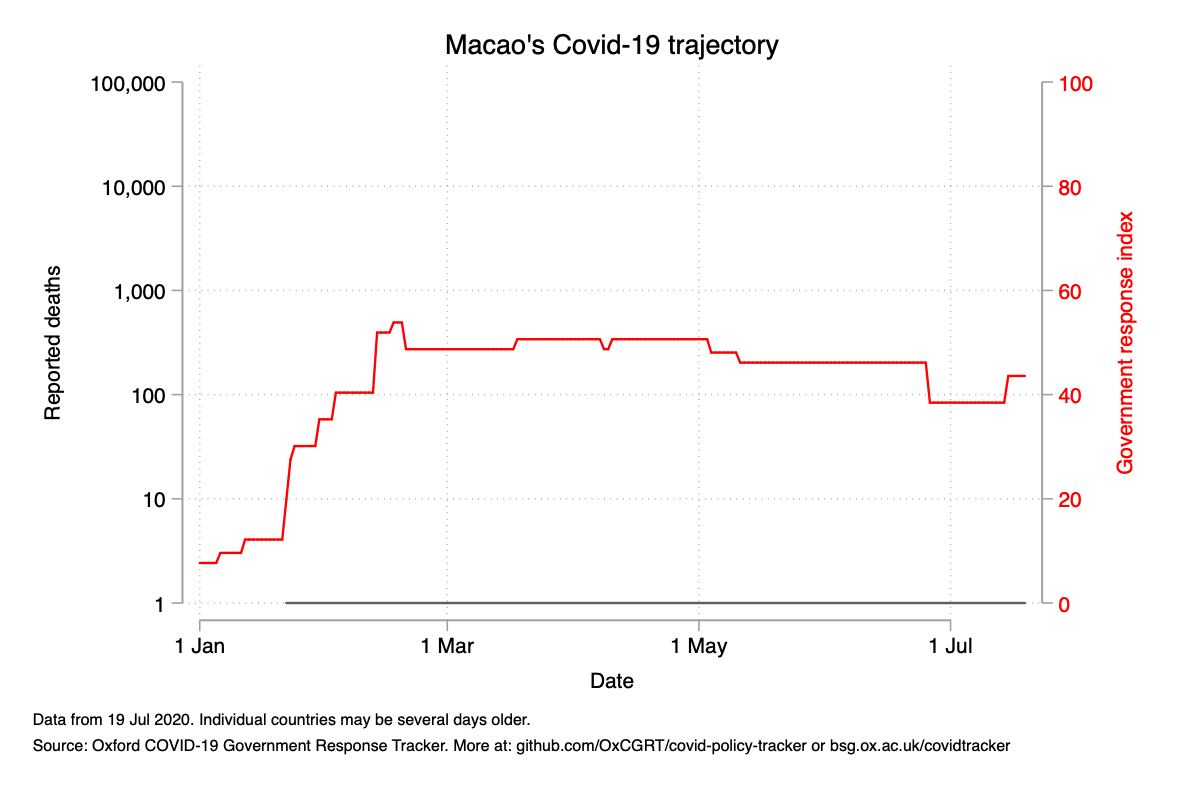 Macao's Covid-19 trajectory
100,000
10,000
1,000
100
10
1
Reported deaths
100
80
60
40
20
0
Government response index
1 Jan
1 Mar
1 May
1 Jul
Date
Data from 19 Jul 2020. Individual countries may be several days older.
Source: Oxford COVID-19 Government Response Tracker. More at: github.com/OxCGRT/covid-policy-tracker or bsg.ox.ac.uk/covidtracker